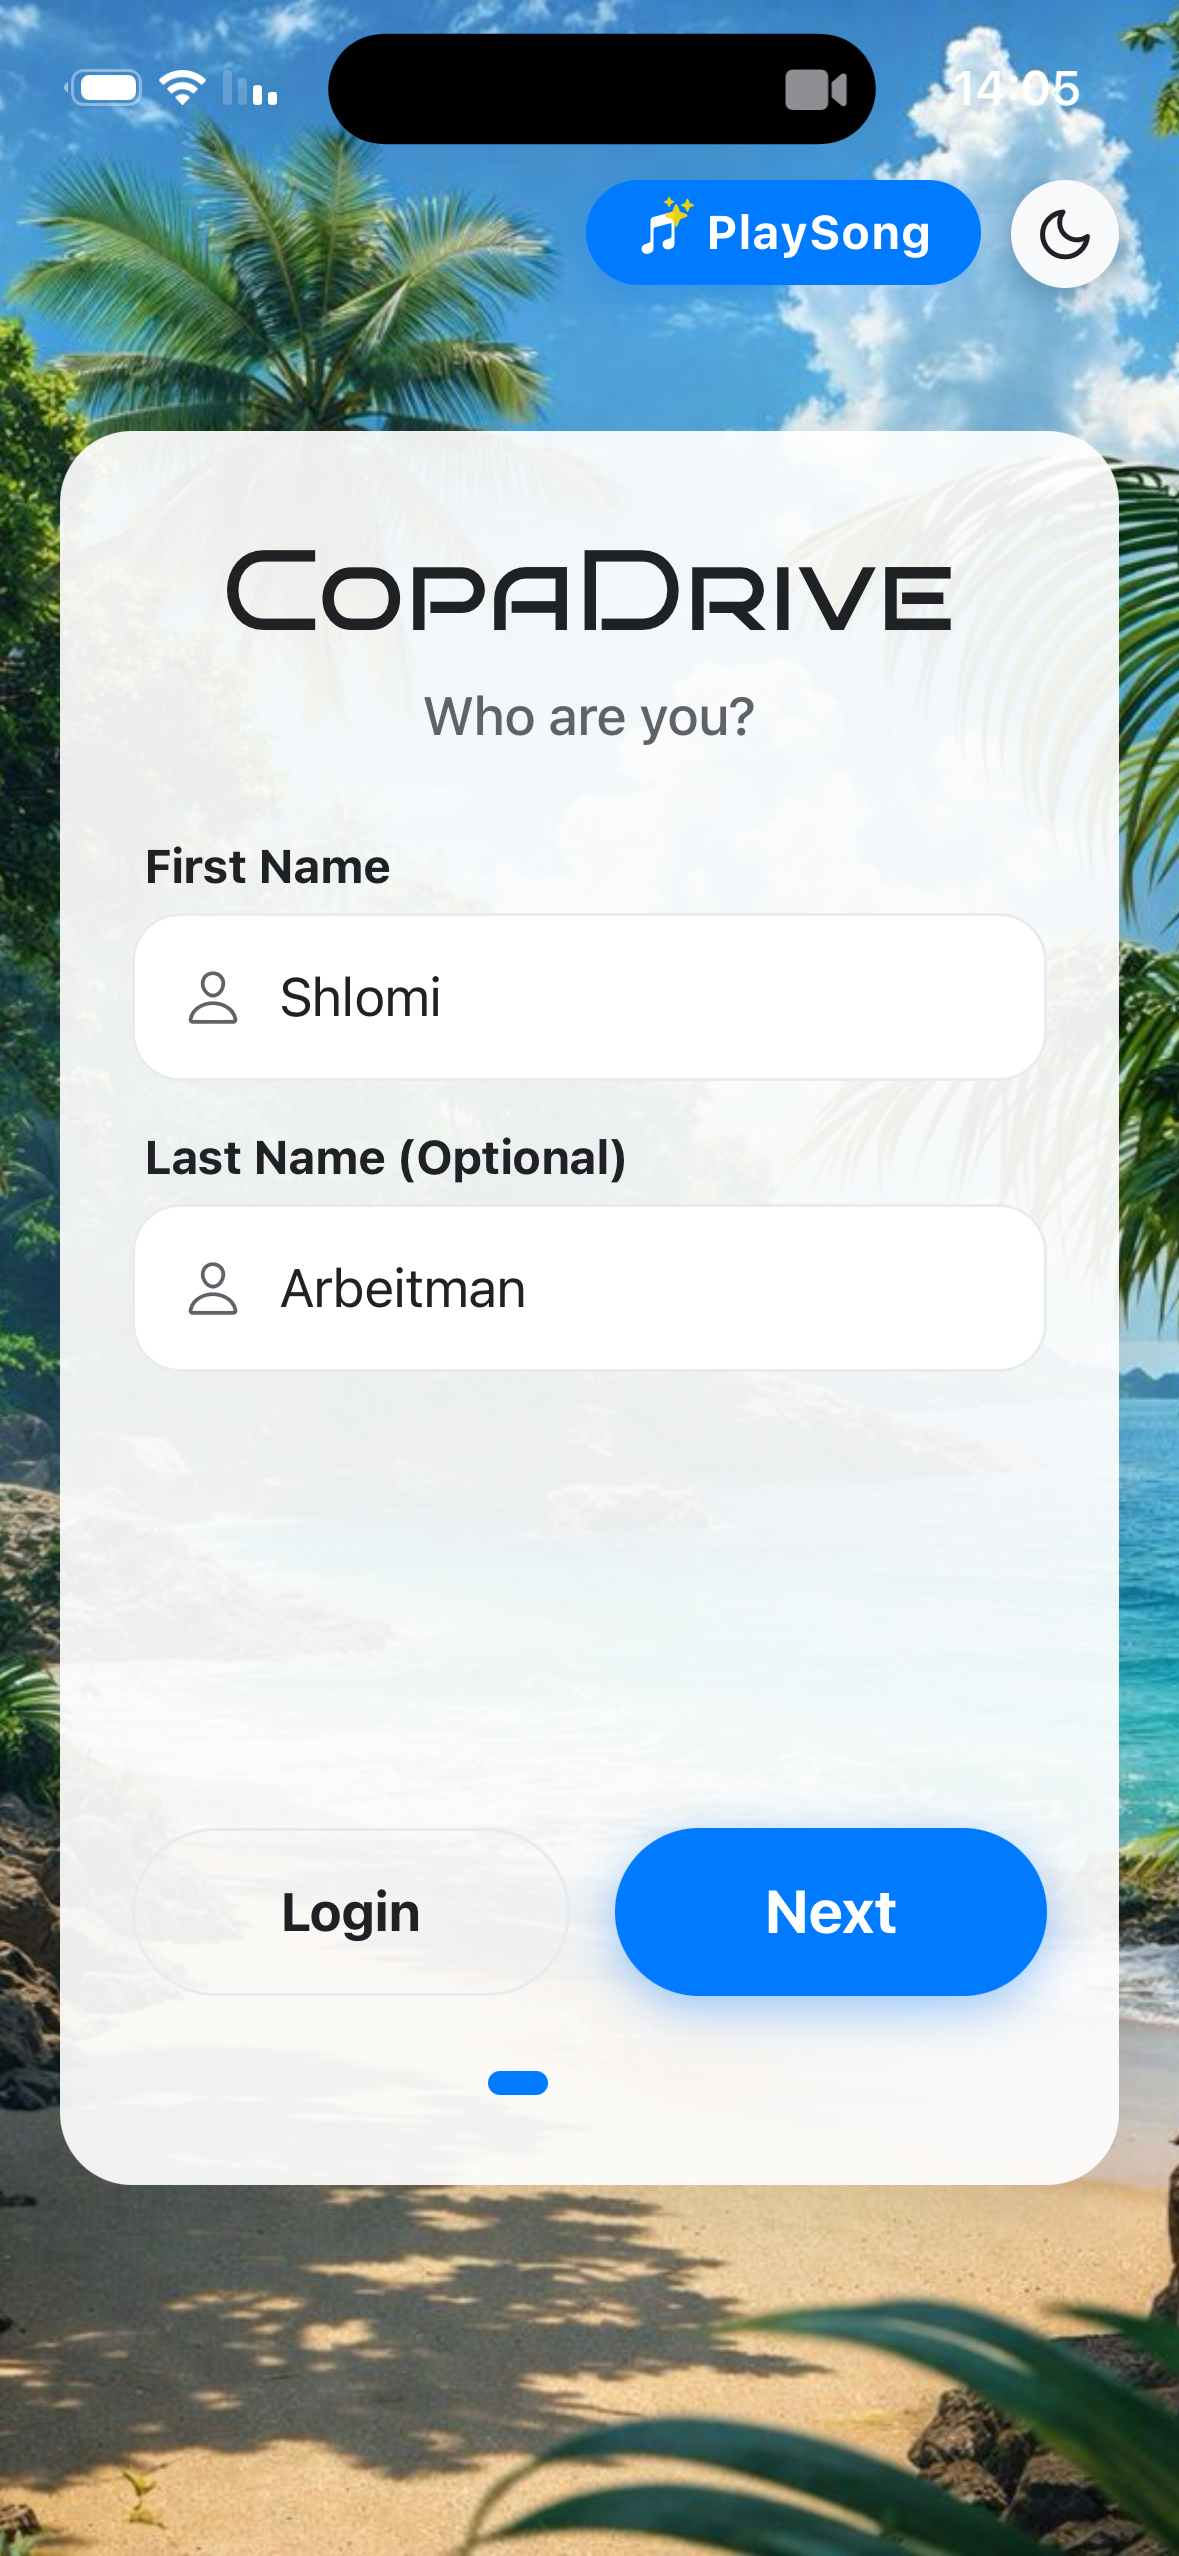 14:05
PlaySong
CopaDrive
Who are you?
First Name
Shlomi
Last Name (Optional)
Arbeitman
Login
Next